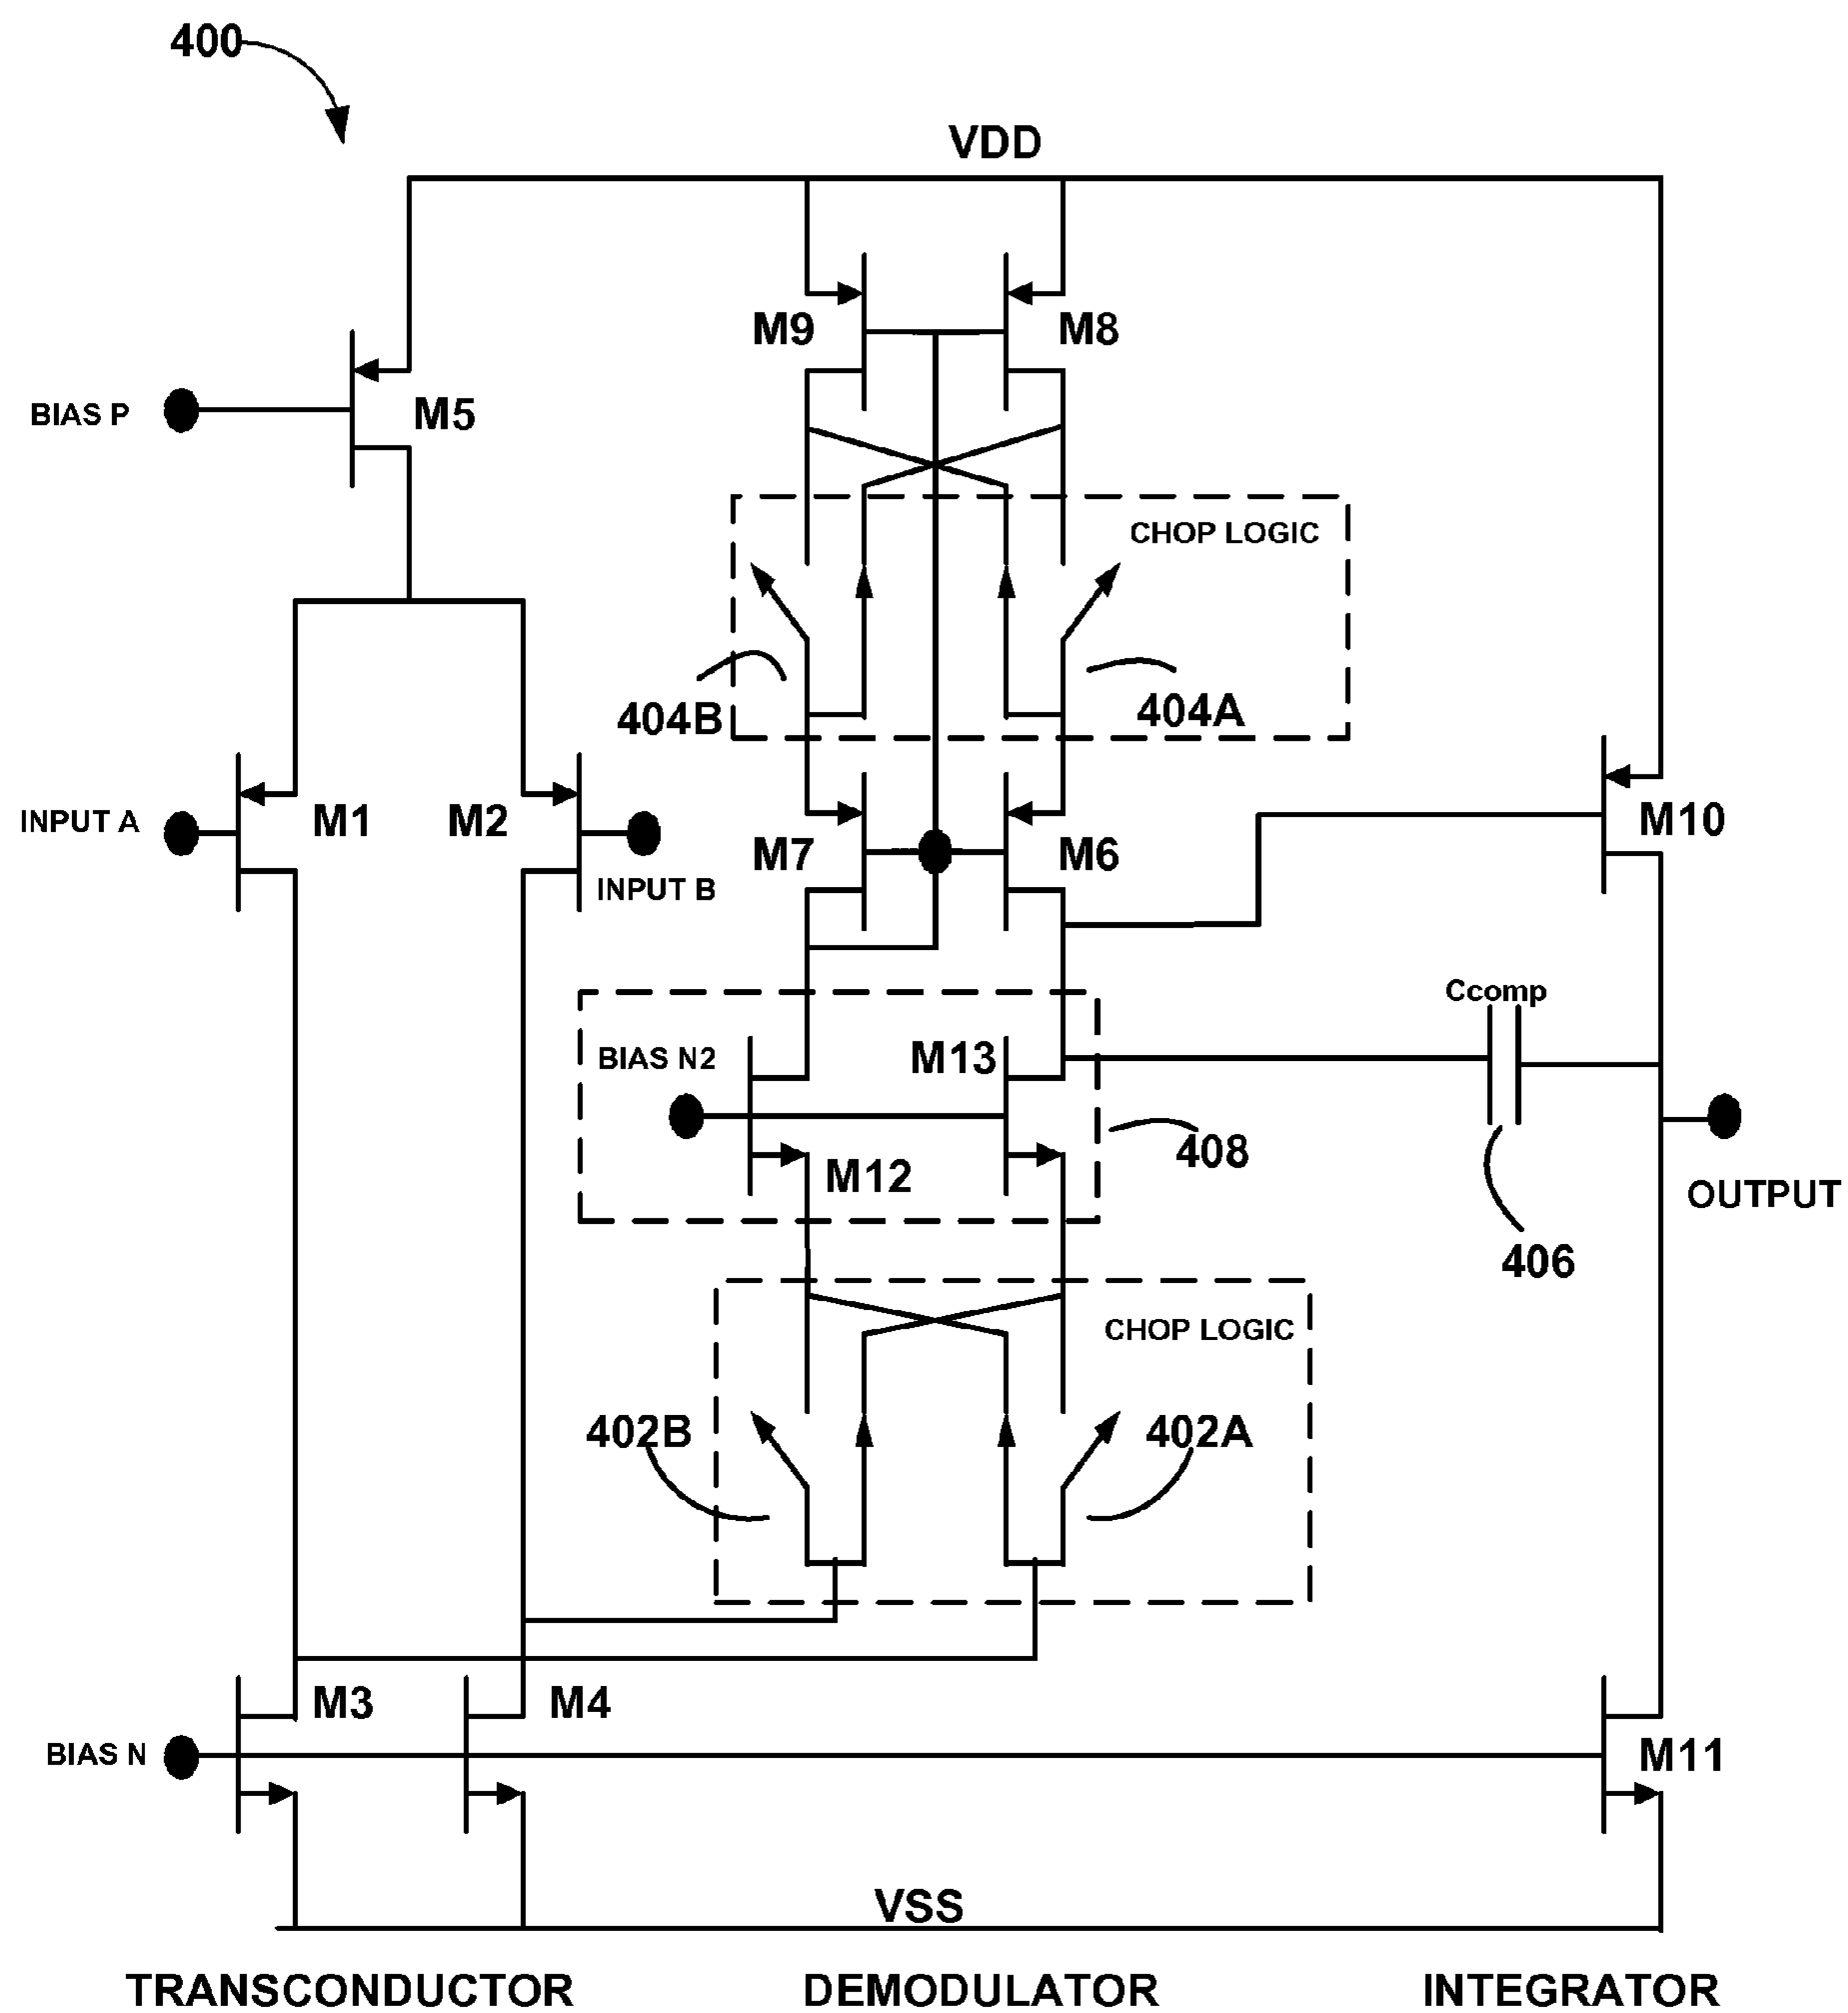 400
VDD
M9
M8
BIAS P
M5
CHOP LOGIC
404B
404A
INPUT A
M1
M2
M7
M6
M10
INPUT B
Ccomp
BIAS N2
M13
408
M12
OUTPUT
406
CHOP LOGIC
402B
402A
M3
M4
BIAS N
M11
VSS
TRANSCONDUCTOR
DEMODULATOR
INTEGRATOR